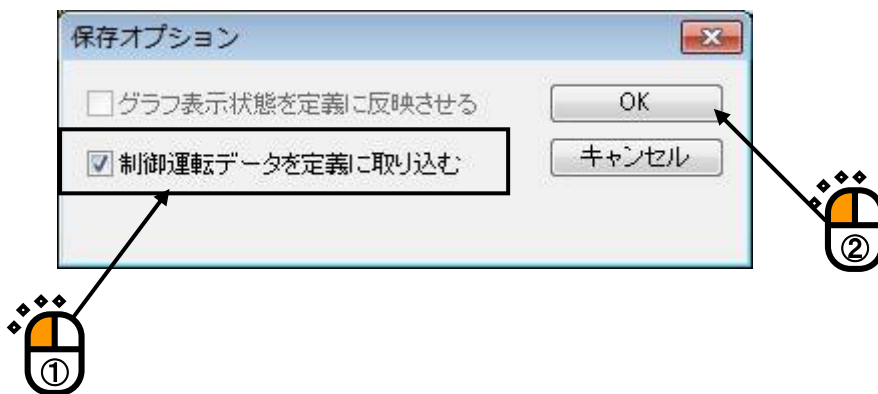 保存オプション
グラフ表示状態を定義に反映させる
OK
制御運転データを定義に取り込む
キャンセル
②
①